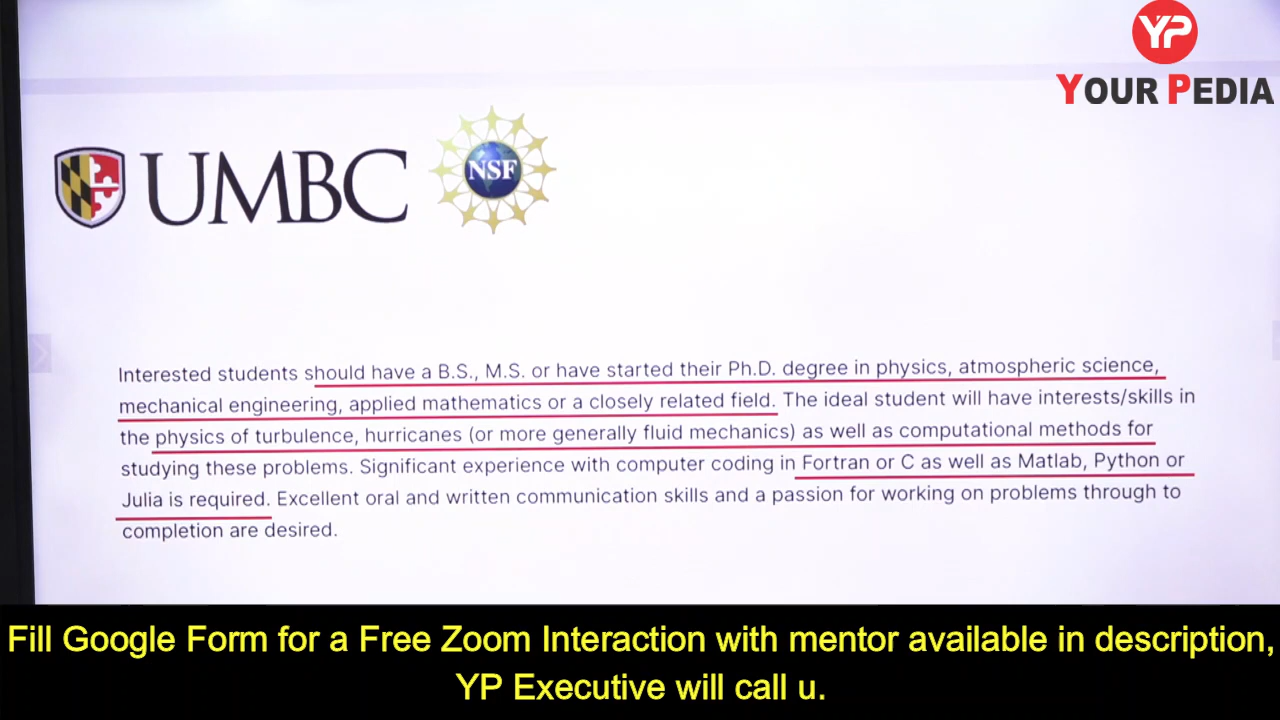 YP
YOUR PEDIA
UMBC
NSF
Interested students should have a B.S., M.S. or have started their Ph.D. degree in physics, atmospheric science,
mechanical engineering, applied mathematics or a closely related field. The ideal student will have interests/skills in
the physics of turbulence, hurricanes (or more generally fluid mechanics) as well as computational methods for
studying these problems. Significant experience with computer coding in Fortran or C as well as Matlab, Python or
Julia is required. Excellent oral and written communication skills and a passion for working on problems through to
completion are desired.
Fill Google Form for a Free Zoom Interaction with mentor available in description,
YP Executive will call u.